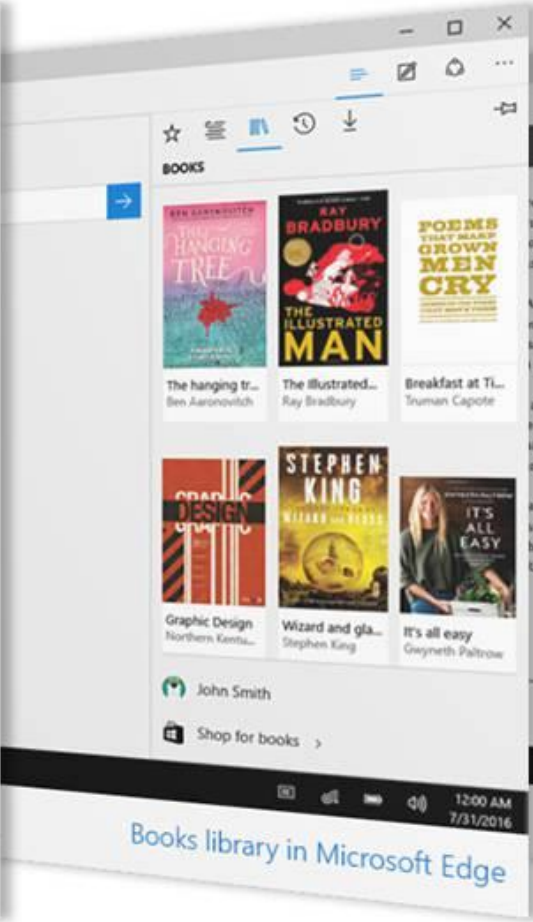 BOOKS
BEN AARONOVITCH
THE
HANGING
TREE
RAY
BRADBURY
THE
ILLUSTRATED
MAN
POEMS
THAT MAKE
GROWN
MEN
CRY
The hanging tr...
Ben Aaronovitch
The Illustrated...
Ray Bradbury
Breakfast at Ti...
Truman Capote
GRAPHIC
DESIGN
GRAPHIC
STEPHEN
KING
WIZARD AND GLASS
IT'S
ALL
EASY
Graphic Design
Northern Kentu...
Wizard and gla...
Stephen King
It's all easy
Gwyneth Paltrow
John Smith
Shop for books
12:00 AM
7/31/2016
Books library in Microsoft Edge